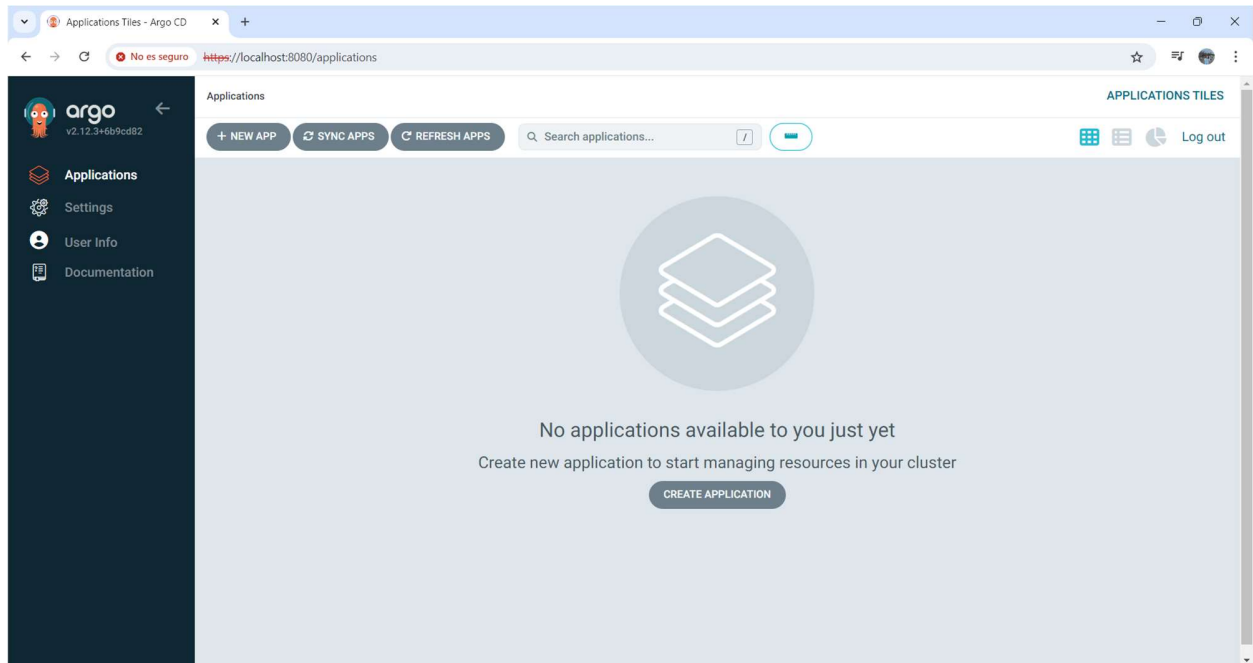 Applications Tiles - Argo CD
No es seguro https://localhost:8080/applications
argo
v2.12.3+6b9cd82
Applications
Settings
User Info
Documentation
Applications
APPLICATIONS TILES
+ NEW APP SYNC APPS REFRESH APPS Search applications... / Log out
No applications available to you just yet
Create new application to start managing resources in your cluster
CREATE APPLICATION